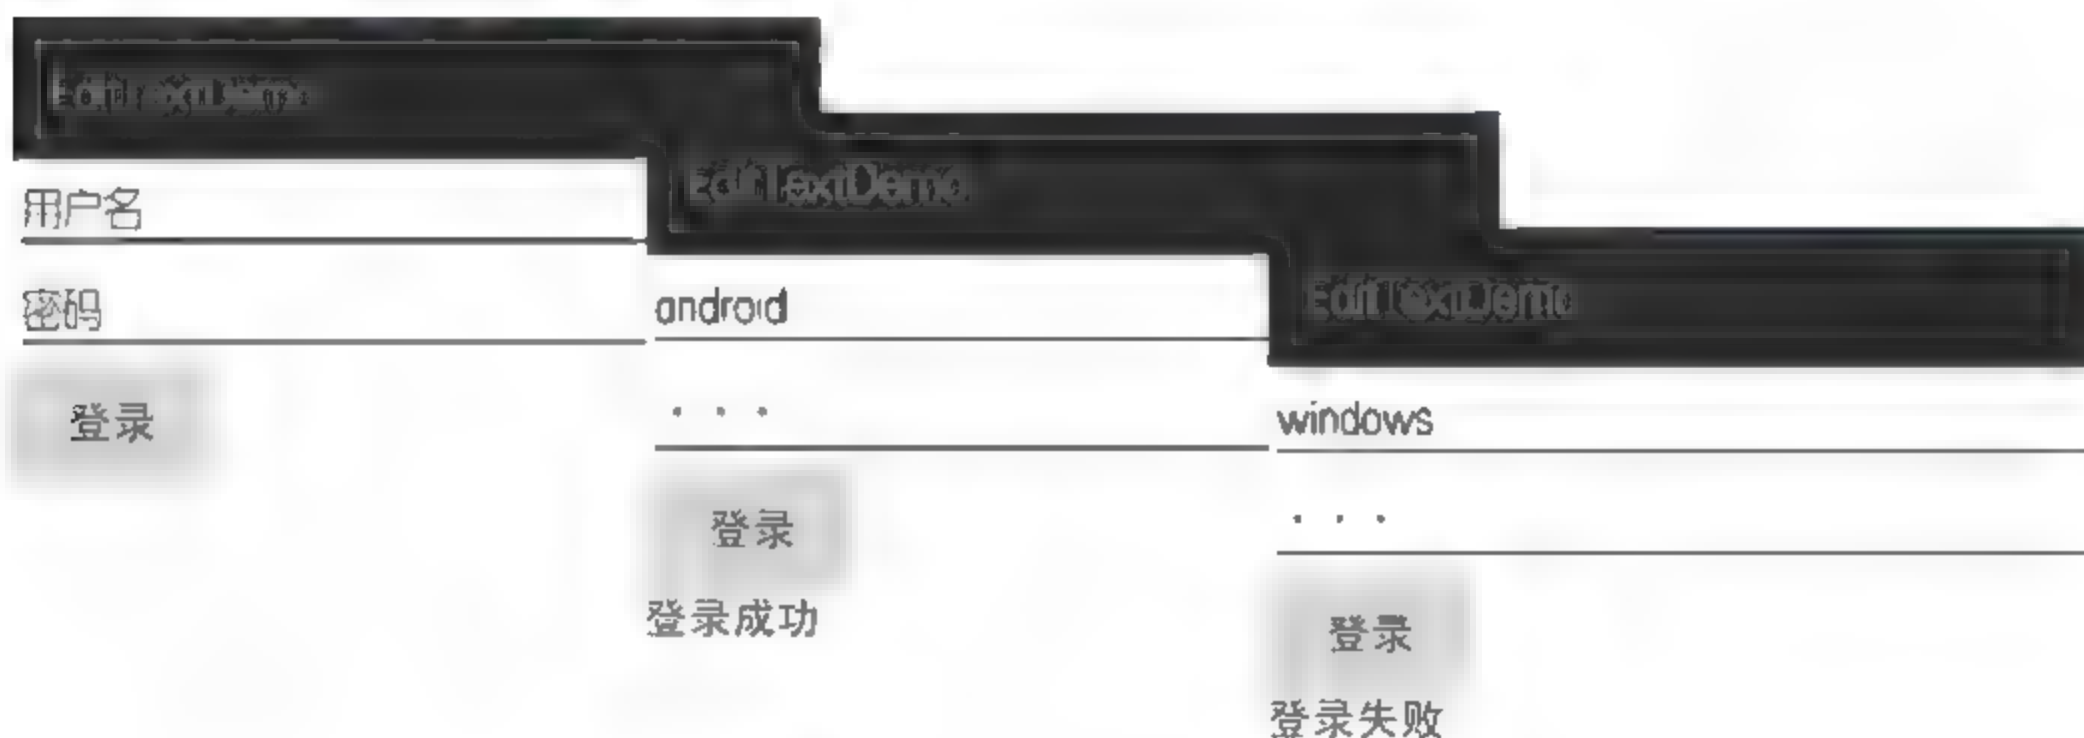 EditTextDemo
用户名
密码
登录
EditTextDemo
android
• • •
登录
登录成功
EditTextDemo
windows
• • •
登录
登录失败